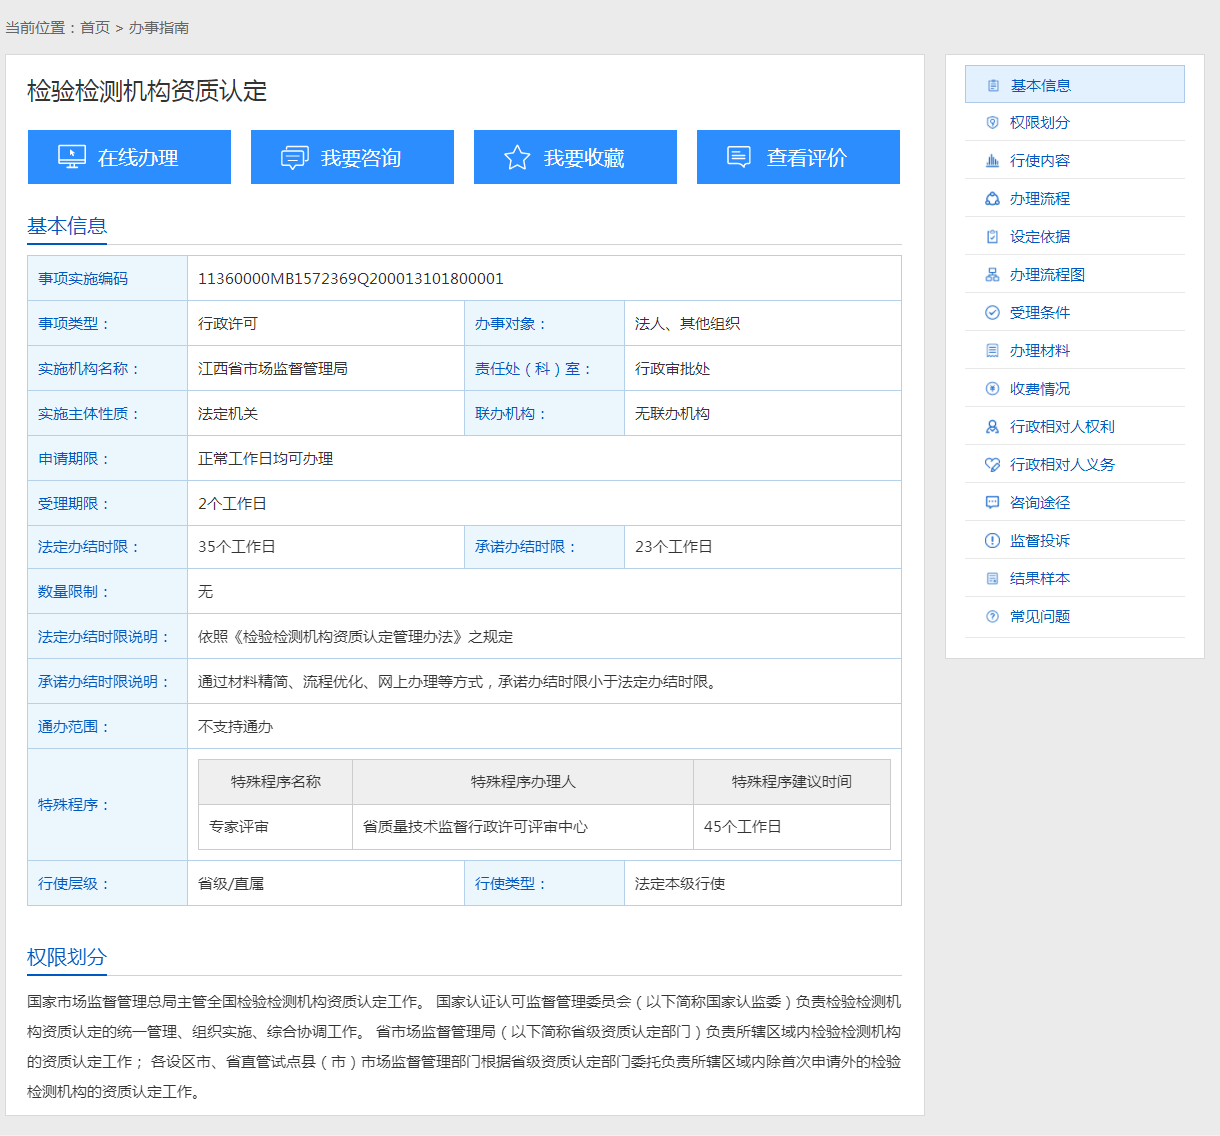 当前位置：首页 > 办事指南
检验检测机构资质认定
在线办理 我要咨询 我要收藏 查看评价
基本信息
事项实施编码 11360000MB1572369Q200013101800001
事项类型： 行政许可 办事对象： 法人、其他组织
实施机构名称： 江西省市场监督管理局 责任处（科）室： 行政审批处
实施主体性质： 法定机关 联办机构： 无联办机构
申请期限： 正常工作日均可办理
受理期限： 2个工作日
法定办结时限： 35个工作日 承诺办结时限： 23个工作日
数量限制： 无
法定办结时限说明： 依照《检验检测机构资质认定管理办法》之规定
承诺办结时限说明： 通过材料精简、流程优化、网上办理等方式，承诺办结时限小于法定办结时限。
通办范围： 不支持通办
特殊程序：
特殊程序名称 特殊程序办理人 特殊程序建议时间
专家评审 省质量技术监督行政许可评审中心 45个工作日
行使层级： 省级/直属 行使类型： 法定本级行使
权限划分
国家市场监督管理总局主管全国检验检测机构资质认定工作。 国家认证认可监督管理委员会（以下简称国家认监委）负责检验检测机
构资质认定的统一管理、组织实施、综合协调工作。 省市场监督管理局（以下简称省级资质认定部门）负责所辖区域内检验检测机构
的资质认定工作； 各设区市、省直管试点县（市）市场监督管理部门根据省级资质认定部门委托负责所辖区域内除首次申请外的检验
检测机构的资质认定工作。
基本信息
权限划分
行使内容
办理流程
设定依据
办理流程图
受理条件
办理材料
收费情况
行政相对人权利
行政相对人义务
咨询途径
监督投诉
结果样本
常见问题